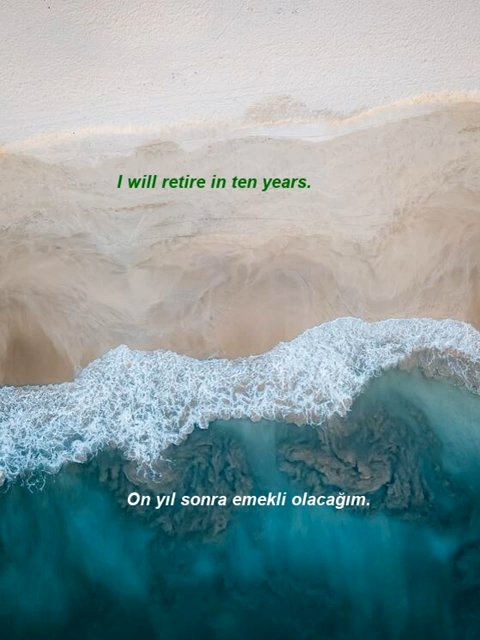 I will retire in ten years.
On yıl sonra emekli olacağım.